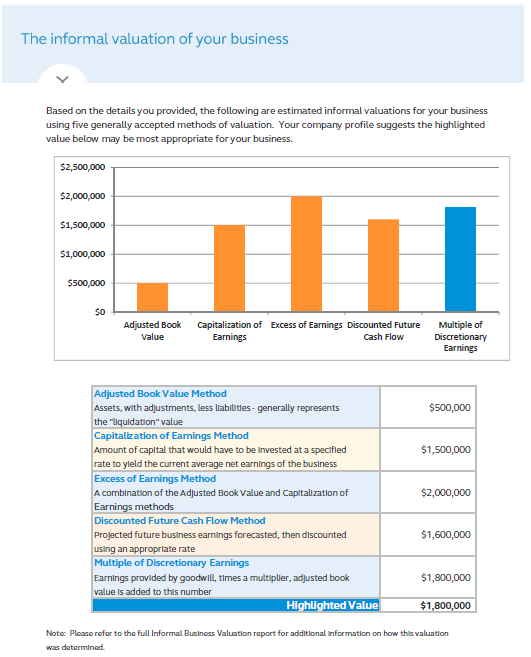 The informal valuation of your business
Based on the details you provided, the following are estimated informal valuations for your business
using five generally accepted methods of valuation. Your company profile suggests the highlighted
value below may be most appropriate for your business.
$2,500,000
$2,000,000
$1,500,000
$1,000,000
$500,000
$0
Adjusted Book
Value
Capitalization of
Earnings
Excess of Earnings
Discounted Future
Cash Flow
Multiple of
Discretionary
Earnings
Adjusted Book Value Method
Assets, with adjustments, less liabilities - generally represents
the "liquidation" value
$500,000
Capitalization of Earnings Method
Amount of capital that would have to be invested at a specified
rate to yield the current average net earnings of the business
$1,500,000
Excess of Earnings Method
A combination of the Adjusted Book Value and Capitalization of
Earnings methods
$2,000,000
Discounted Future Cash Flow Method
Projected future business earnings forecasted, then discounted
using an appropriate rate
$1,600,000
Multiple of Discretionary Earnings
Earnings provided by goodwill, times a multiplier, adjusted book
value is added to this number
$1,800,000
Highlighted Value
$1,800,000
Note: Please refer to the full Informal Business Valuation report for additional information on how this valuation
was determined.